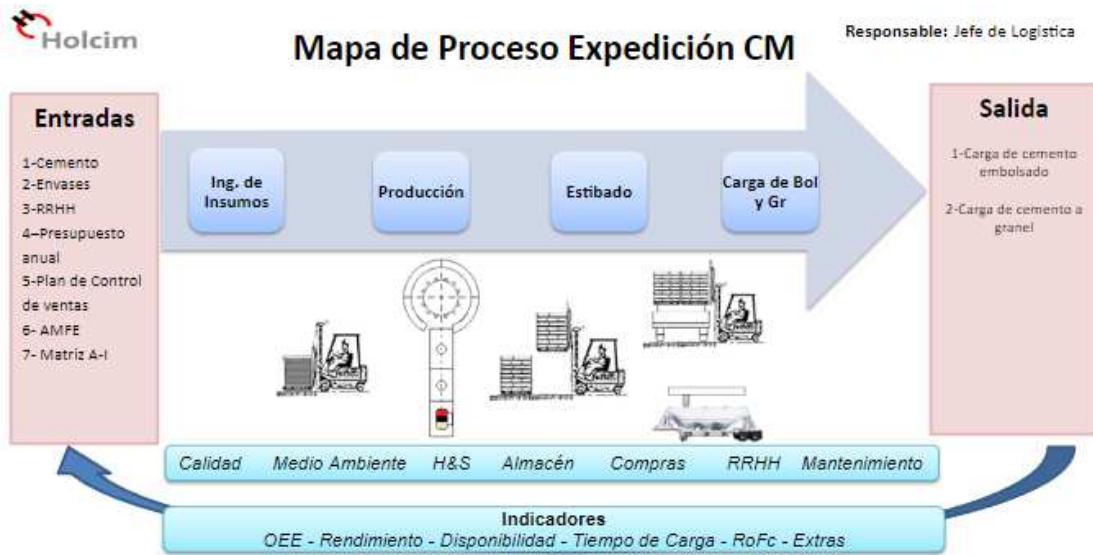 Holcim
Mapa de Proceso Expedición CM
Responsable: Jefe de Logistica
Entradas
1-Cemento
2-Envases
3-RRHH
4–Presupuesto
anual
5-Plan de Control
de ventas
6- AMFE
7- Matriz A-I
Ing. de
Insumos
Producción
Estibado
Carga de Bol
y Gr
Salida
1-Carga de cemento
embolsado
2-Carga de cemento a
granel
Calidad Medio Ambiente H&S Almacén Compras RRHH Mantenimiento
Indicadores
OEE - Rendimiento - Disponibilidad - Tiempo de Carga - RoFc - Extras